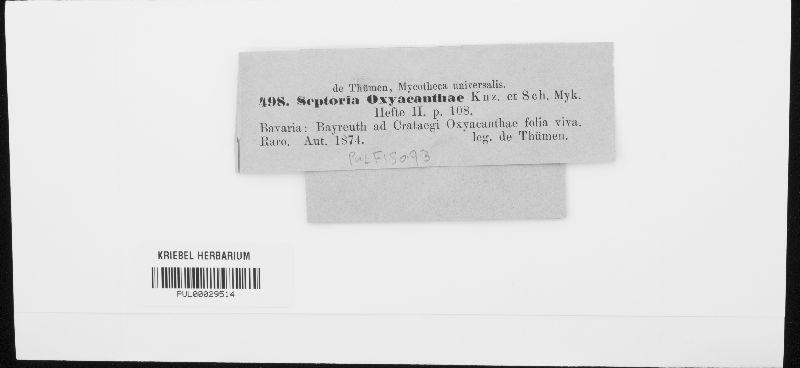 de Thümen, Mycotheca universalis.
498. Septoria Oxyacanthae Knz. et Sch. Myk.
Hefte II. p. 108.
Bavaria: Bayreuth ad Crataegi Oxyacanthae folia viva.
Raro. Aut. 1874. leg. de Thümen.
PULF15093
KRIEBEL HERBARIUM
PUL00029514